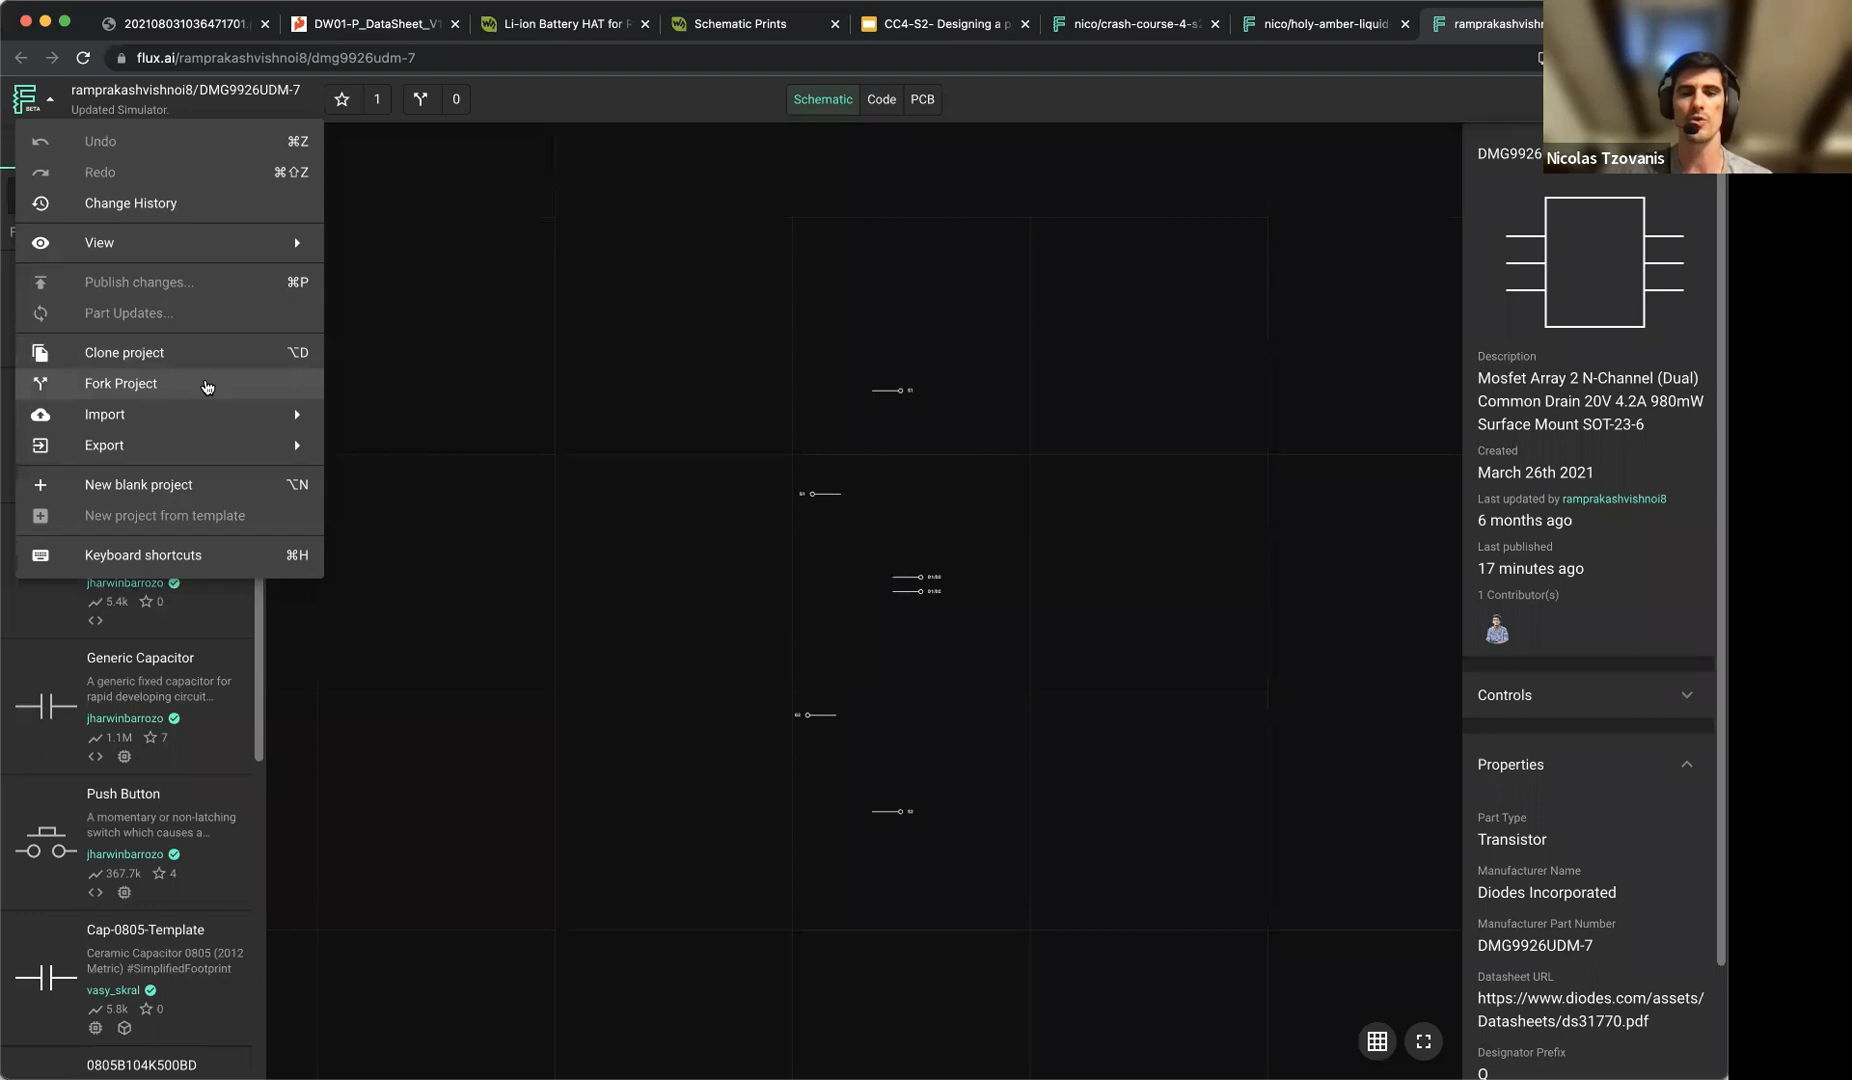 202108031036471701.
DW01-P_DataSheet_V1
Li-ion Battery HAT for R
Schematic Prints
CC4-S2- Designing a p
nico/crash-course-4-s2
nico/holy-amber-liquid-
ramprakashvishn
flux.ai/ramprakashvishnoi8/dmg9926udm-7
BETA
ramprakashvishnoi8/DMG9926UDM-7
Updated Simulator.
1
0
Schematic
Code
PCB
Nicolas Tzovanis
Undo ⌘Z
Redo ⌘⇧Z
Change History
View
Publish changes... ⌘P
Part Updates...
Clone project ⌥D
Fork Project
Import
Export
New blank project ⌥N
New project from template
Keyboard shortcuts ⌘H
jharwinbarrozo
5.4k 0
Generic Capacitor
A generic fixed capacitor for
rapid developing circuit...
jharwinbarrozo
1.1M 7
Push Button
A momentary or non-latching
switch which causes a...
jharwinbarrozo
367.7k 4
Cap-0805-Template
Ceramic Capacitor 0805 (2012
Metric) #SimplifiedFootprint
vasy_skral
5.8k 0
0805B104K500BD
DMG9926
Description
Mosfet Array 2 N-Channel (Dual)
Common Drain 20V 4.2A 980mW
Surface Mount SOT-23-6
Created
March 26th 2021
Last updated by ramprakashvishnoi8
6 months ago
Last published
17 minutes ago
1 Contributor(s)
Controls
Properties
Part Type
Transistor
Manufacturer Name
Diodes Incorporated
Manufacturer Part Number
DMG9926UDM-7
Datasheet URL
https://www.diodes.com/assets/
Datasheets/ds31770.pdf
Designator Prefix
Q